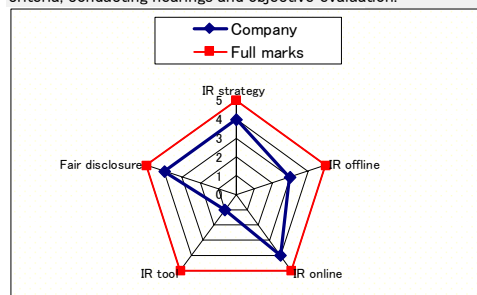 criteria, conducting hearings and objective evaluation.
Company
Full marks
IR strategy
5
4
3
2
1
0
Fair disclosure
IR offline
IR tool
IR online